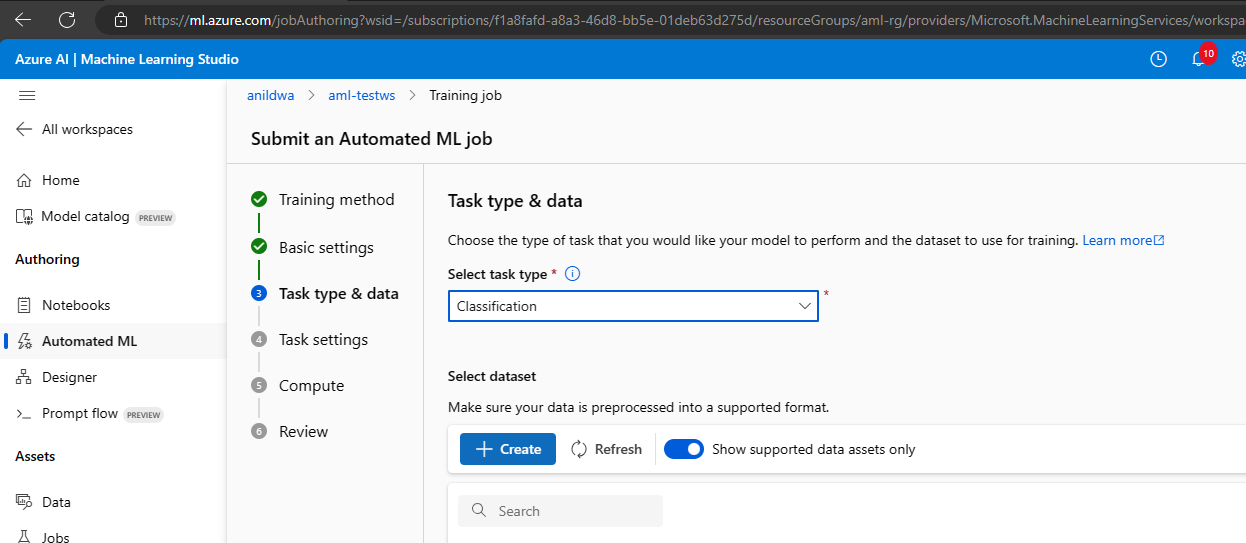 https://ml.azure.com/jobAuthoring?wsid=/subscriptions/f1a8fafd-a8a3-46d8-bb5e-01deb63d275d/resourceGroups/aml-rg/providers/Microsoft.MachineLearningServices/workspa
Azure AI | Machine Learning Studio
10
anildwa > aml-testws > Training job
All workspaces
Submit an Automated ML job
Home
Model catalog PREVIEW
Authoring
Notebooks
Automated ML
Designer
Prompt flow PREVIEW
Assets
Data
Jobs
Training method
Basic settings
3 Task type & data
4 Task settings
5 Compute
6 Review
Task type & data
Choose the type of task that you would like your model to perform and the dataset to use for training. Learn more
Select task type *
Classification *
Select dataset
Make sure your data is preprocessed into a supported format.
+ Create Refresh Show supported data assets only
Search